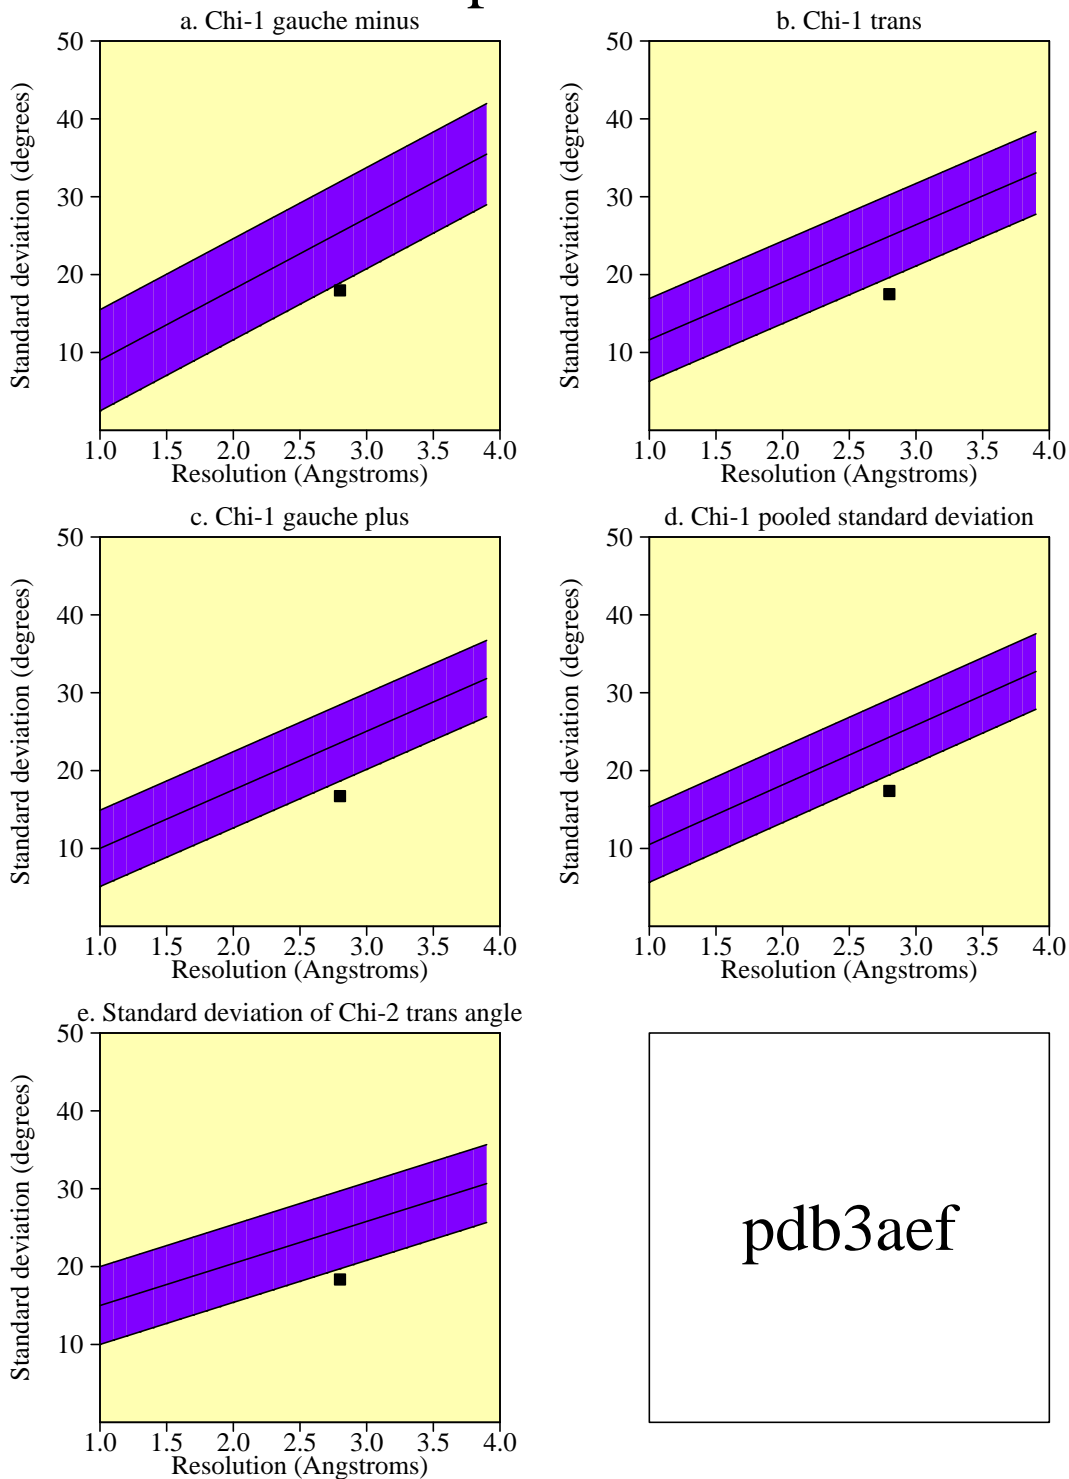 a. Chi-1 gauche minus
50
40
30
20
10
Standard deviation (degrees)
1.0 1.5 2.0 2.5 3.0 3.5 4.0
Resolution (Angstroms)
b. Chi-1 trans
50
40
30
20
10
Standard deviation (degrees)
1.0 1.5 2.0 2.5 3.0 3.5 4.0
Resolution (Angstroms)
c. Chi-1 gauche plus
50
40
30
20
10
Standard deviation (degrees)
1.0 1.5 2.0 2.5 3.0 3.5 4.0
Resolution (Angstroms)
d. Chi-1 pooled standard deviation
50
40
30
20
10
Standard deviation (degrees)
1.0 1.5 2.0 2.5 3.0 3.5 4.0
Resolution (Angstroms)
e. Standard deviation of Chi-2 trans angle
50
40
30
20
10
Standard deviation (degrees)
1.0 1.5 2.0 2.5 3.0 3.5 4.0
Resolution (Angstroms)
pdb3aef